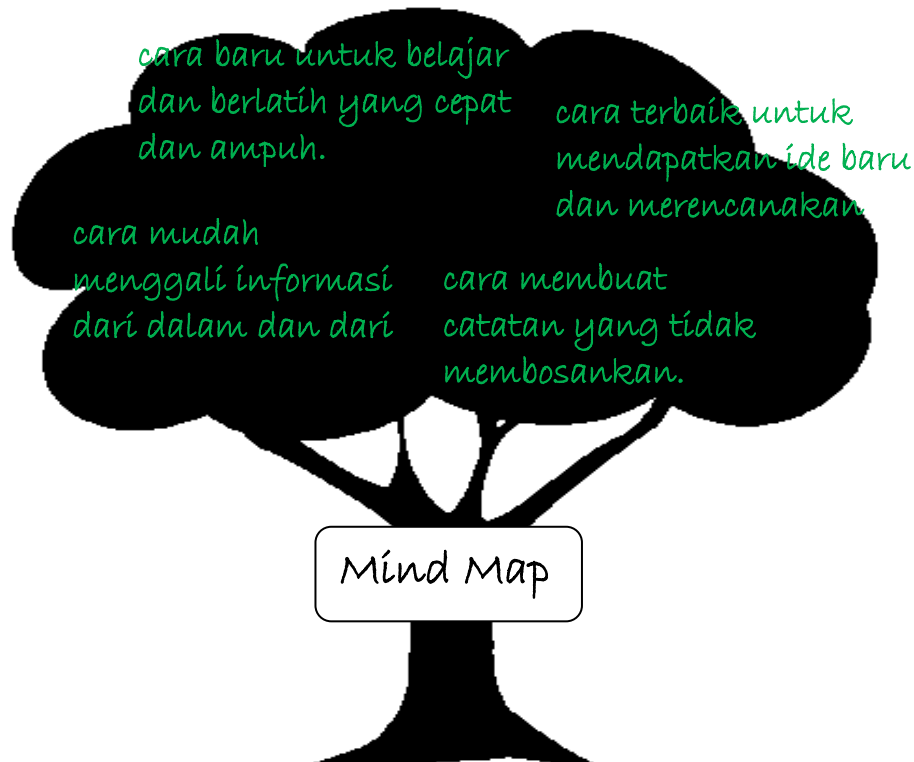 cara baru untuk belajar
dan berlatih yang cepat
dan ampuh.
cara terbaik untuk
mendapatkan ide baru
dan merencanakan
cara mudah
menggali informasi
dari dalam dan dari
cara membuat
catatan yang tidak
membosankan.
Mind Map